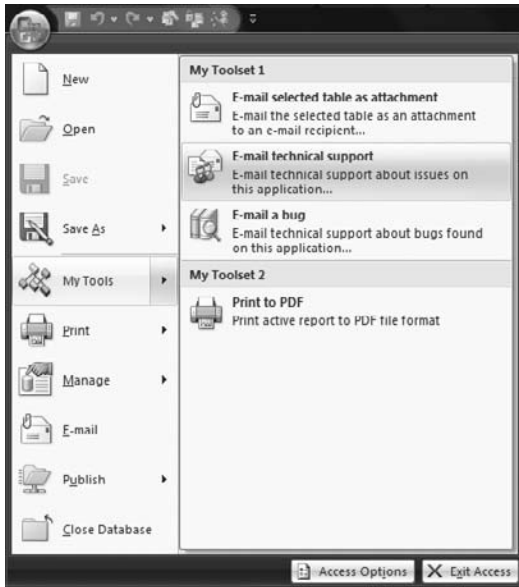 New
Open
Save
Save As
My Tools
Print
Manage
E-mail
Publish
Close Database
My Toolset 1
E-mail selected table as attachment
E-mail the selected table as an attachment
to an e-mail recipient...
E-mail technical support
E-mail technical support about issues on
this application...
E-mail a bug
E-mail technical support about bugs found
on this application...
My Toolset 2
Print to PDF
Print active report to PDF file format
Access Options
Exit Access